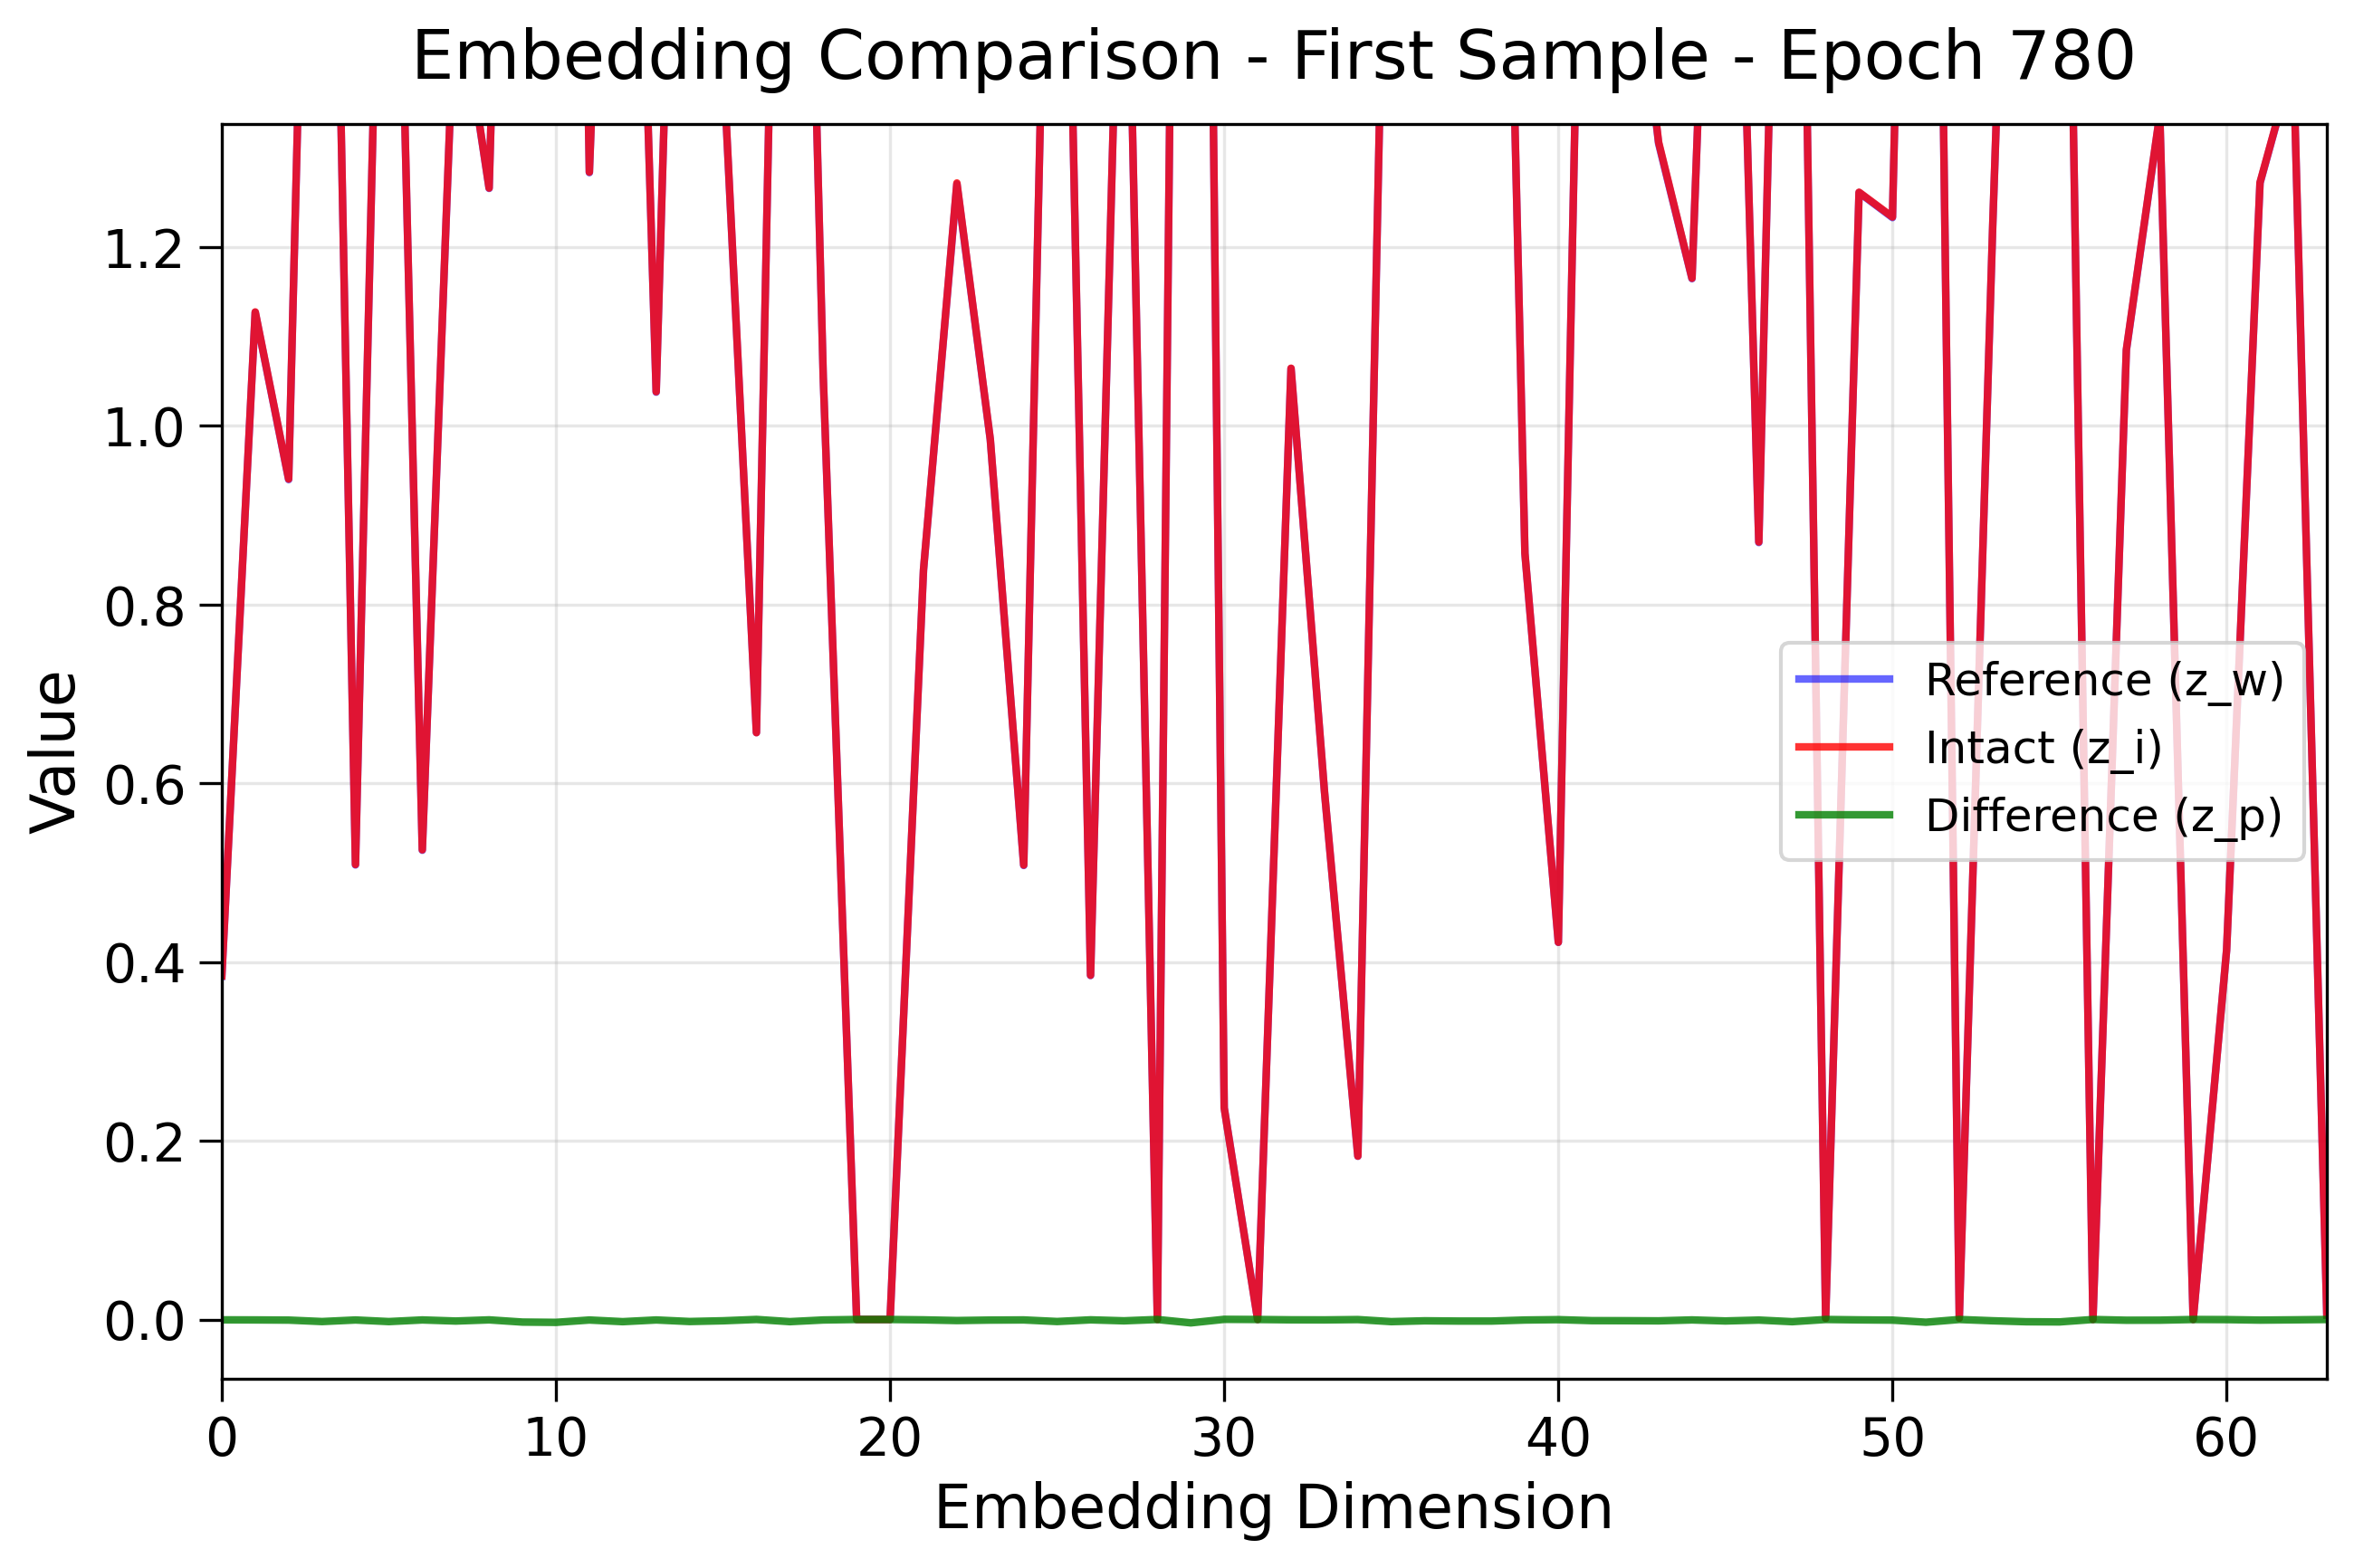 Embedding Comparison - First Sample - Epoch 780
1.2
1.0
0.8
0.6
0.4
0.2
0.0
Value
Reference (z_w)
Intact (z_i)
Difference (z_p)
0 10 20 30 40 50 60
Embedding Dimension